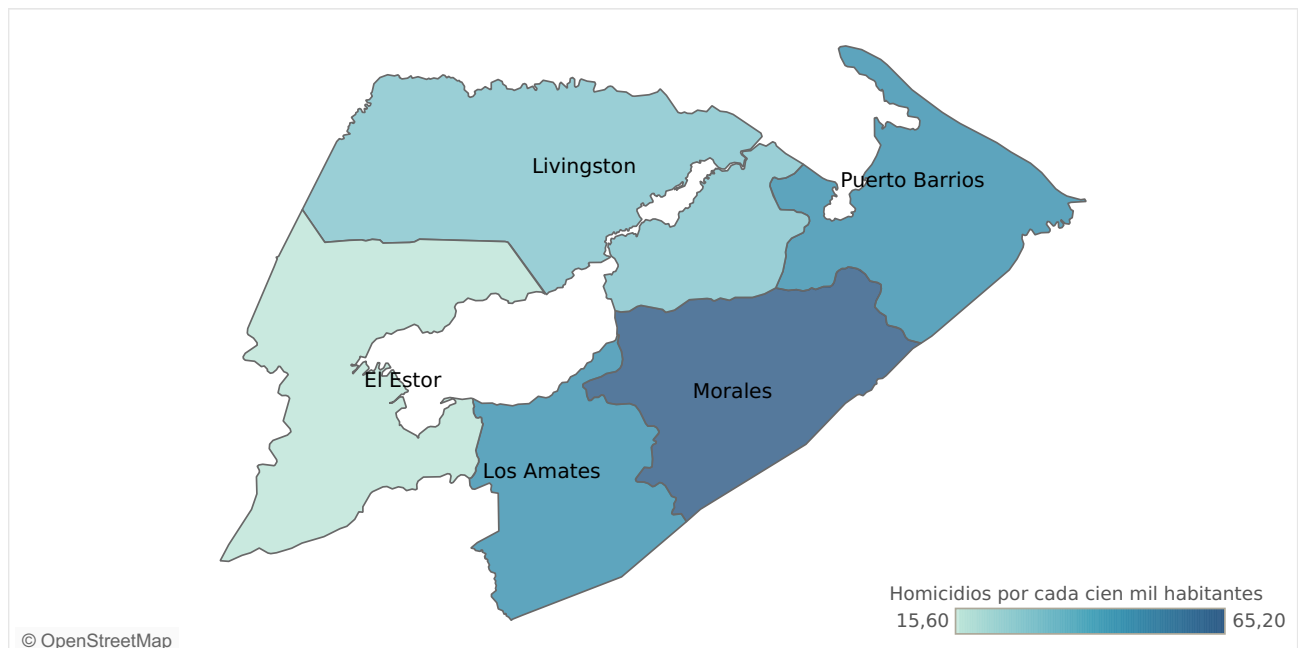 Livingston
Puerto Barrios
El Estor
Morales
Los Amates
Homicidios por cada cien mil habitantes
15,60
65,20
© OpenStreetMap